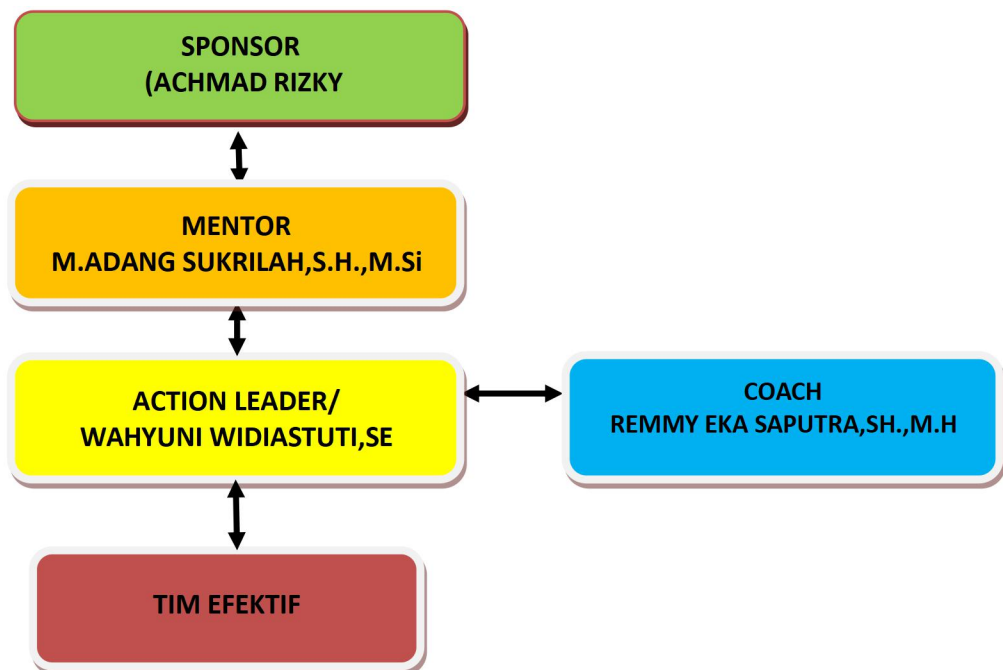 SPONSOR
(ACHMAD RIZKY
MENTOR
M.ADANG SUKRILAH,S.H.,M.Si
ACTION LEADER/
WAHYUNI WIDIASTUTI,SE
COACH
REMMY EKA SAPUTRA,SH.,M.H
TIM EFEKTIF